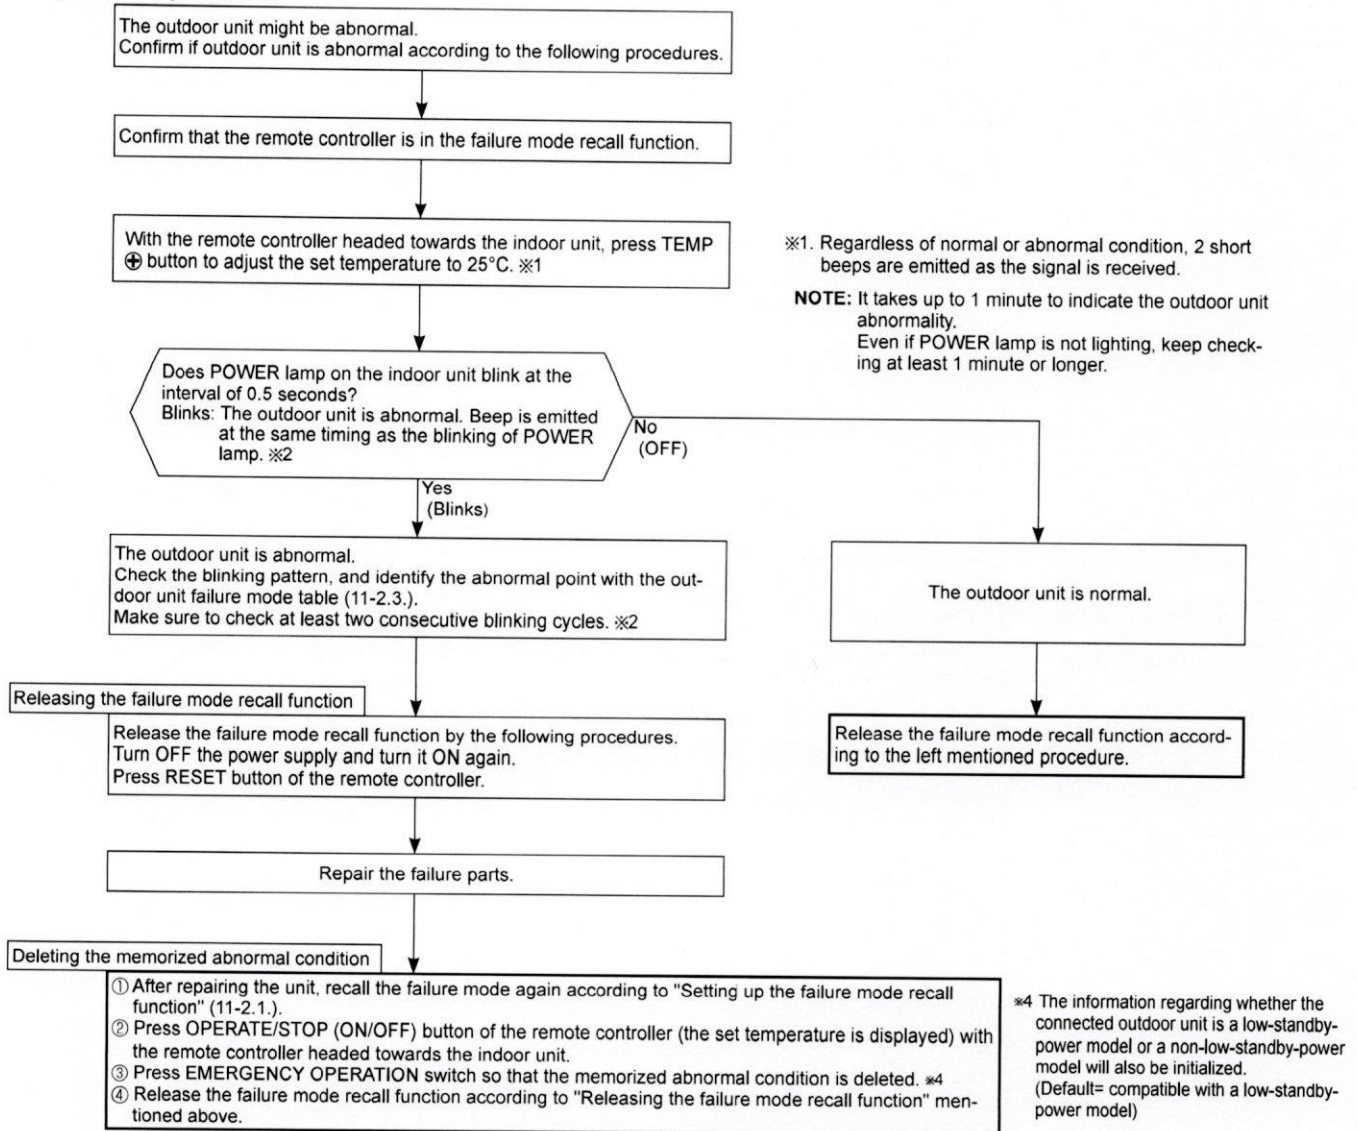 The outdoor unit might be abnormal.
Confirm if outdoor unit is abnormal according to the following procedures.
Confirm that the remote controller is in the failure mode recall function.
With the remote controller headed towards the indoor unit, press TEMP
⊕ button to adjust the set temperature to 25°C. ※1
※1. Regardless of normal or abnormal condition, 2 short
beeps are emitted as the signal is received.
NOTE: It takes up to 1 minute to indicate the outdoor unit
abnormality.
Even if POWER lamp is not lighting, keep check-
ing at least 1 minute or longer.
Does POWER lamp on the indoor unit blink at the
interval of 0.5 seconds?
Blinks: The outdoor unit is abnormal. Beep is emitted
at the same timing as the blinking of POWER
lamp. ※2
No
(OFF)
Yes
(Blinks)
The outdoor unit is abnormal.
Check the blinking pattern, and identify the abnormal point with the out-
door unit failure mode table (11-2.3.).
Make sure to check at least two consecutive blinking cycles. ※2
The outdoor unit is normal.
Releasing the failure mode recall function
Release the failure mode recall function by the following procedures.
Turn OFF the power supply and turn it ON again.
Press RESET button of the remote controller.
Release the failure mode recall function accord-
ing to the left mentioned procedure.
Repair the failure parts.
Deleting the memorized abnormal condition
① After repairing the unit, recall the failure mode again according to "Setting up the failure mode recall
function" (11-2.1.).
② Press OPERATE/STOP (ON/OFF) button of the remote controller (the set temperature is displayed) with
the remote controller headed towards the indoor unit.
③ Press EMERGENCY OPERATION switch so that the memorized abnormal condition is deleted. ※4
④ Release the failure mode recall function according to "Releasing the failure mode recall function" men-
tioned above.
※4 The information regarding whether the
connected outdoor unit is a low-standby-
power model or a non-low-standby-power
model will also be initialized.
(Default= compatible with a low-standby-
power model)